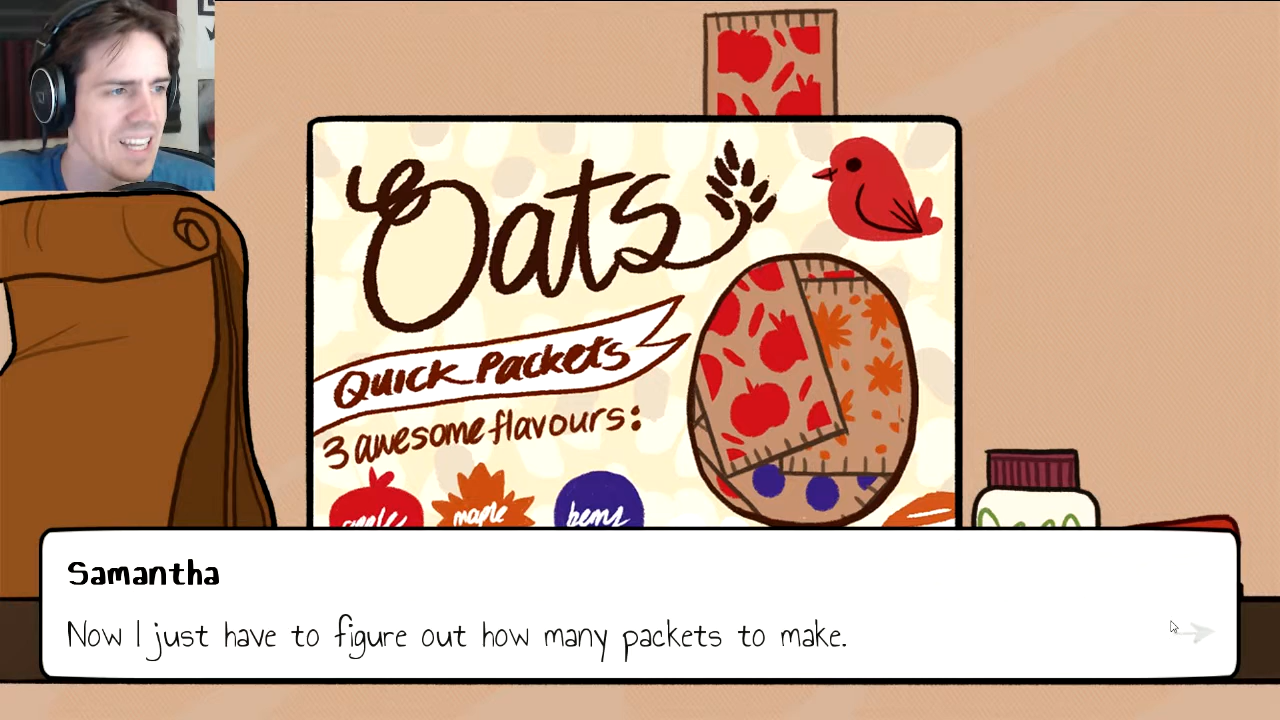 Oats
Quick Packets
3 awesome flavours:
apple maple berry
Samantha
Now I just have to figure out how many packets to make.